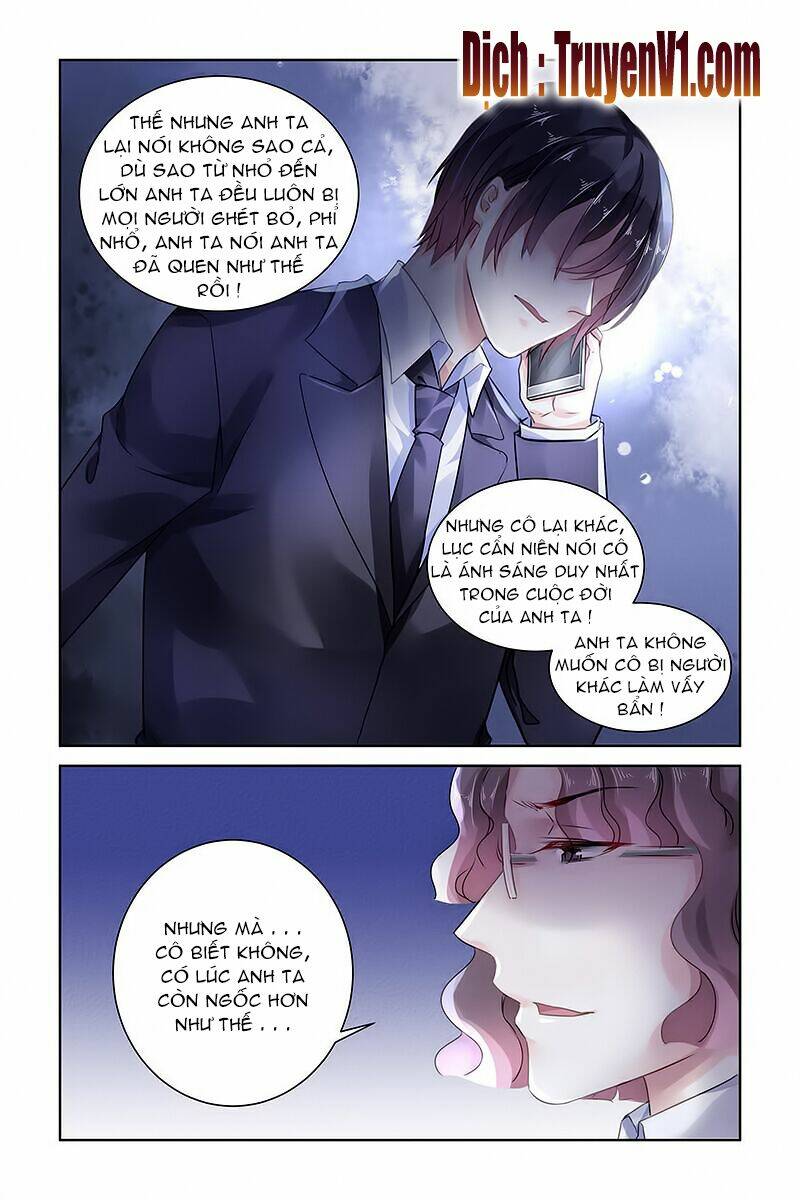 Dịch : TruyenV1.com
THẾ NHƯNG ANH TA
LẠI NÓI KHÔNG SAO CẢ,
DÙ SAO TỪ NHỎ ĐẾN
LỚN ANH TA ĐỀU LUÔN BỊ
MỌI NGƯỜI GHÉT BỎ, PHỈ
NHỔ, ANH TA NÓI ANH TA
ĐÃ QUEN NHƯ THẾ
RỒI !
NHƯNG CÔ LẠI KHÁC,
LỤC CẨN NIÊN NÓI CÔ
LÀ ÁNH SÁNG DUY NHẤT
TRONG CUỘC ĐỜI
CỦA ANH TA !
ANH TA KHÔNG
MUỐN CÔ BỊ NGƯỜI
KHÁC LÀM VẤY
BẨN !
NHƯNG MÀ . . .
CÔ BIẾT KHÔNG,
CÓ LÚC ANH TA
CÒN NGỐC HƠN
NHƯ THẾ . . .